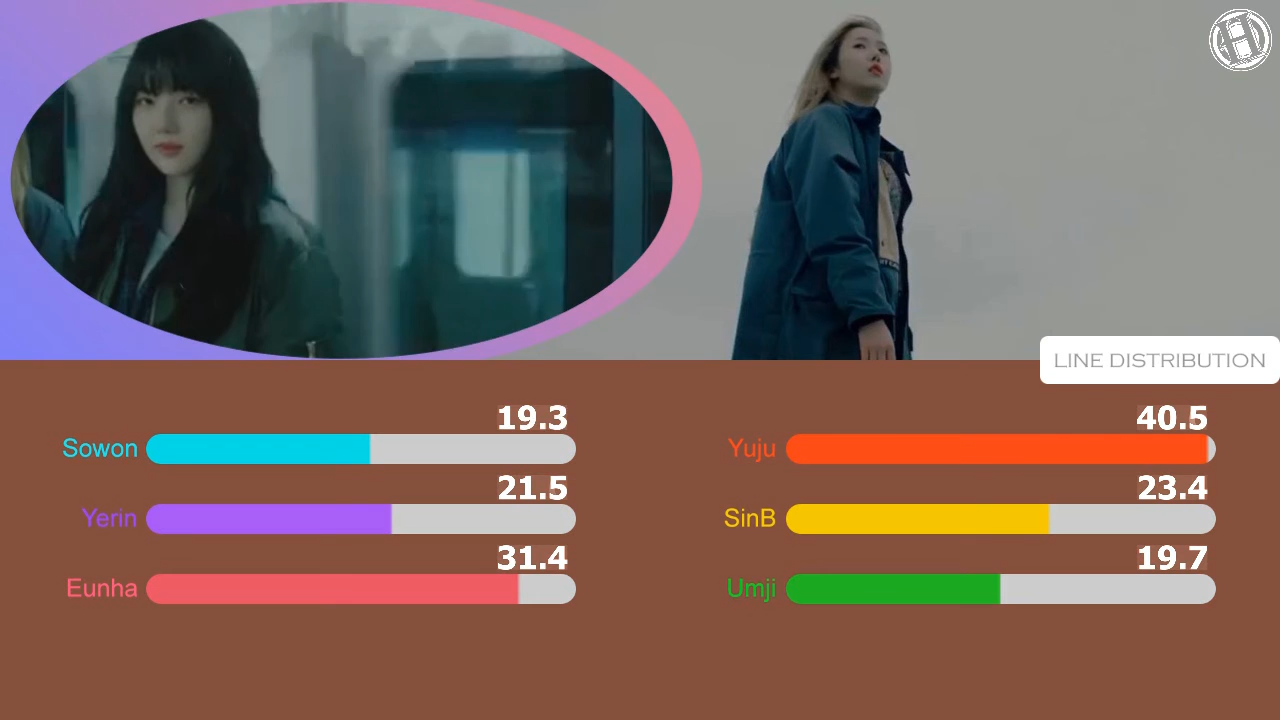 LINE DISTRIBUTION
19.3
Sowon
21.5
Yerin
31.4
Eunha
40.5
Yuju
23.4
SinB
19.7
Umji